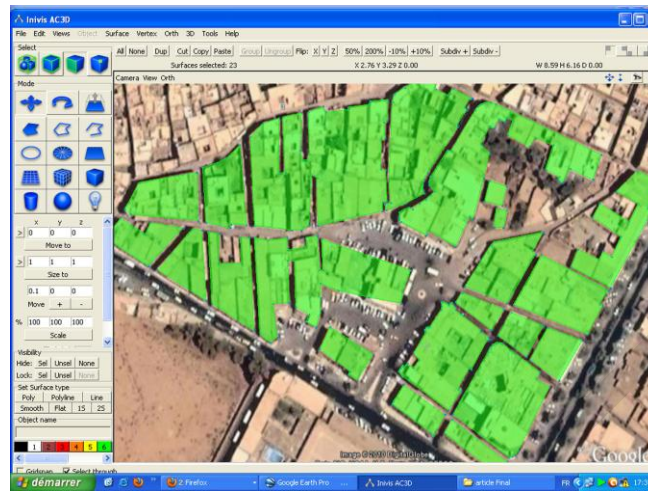 Inivis AC3D
File Edit Views Object Surface Vertex Orth 3D Tools Help
Select
All None Dup Cut Copy Paste Group Ungroup Flip: X Y Z 50% 200% -10% +10% Subdiv + Subdiv -
Surfaces selected: 23 X 2.76 Y 3.29 Z 0.00 W 8.59 H 6.16 D 0.00
Camera View Orth
Mode
x y z
> 0 0 0
Move to
> 1 1 1
Size to
0.1 0 0
Move + -
% 100 100 100
Scale
Visibility
Hide: Sel Unsel None
Lock: Sel Unsel None
Set Surface type
Poly Polyline Line
Smooth Flat 1S 2S
Object name
1 2 3 4 5 6
Gridsnap Select through
Image © 2010 DigitalGlobe
Google
démarrer 2 Firefox Google Earth Pro Inivis AC3D article Final FR